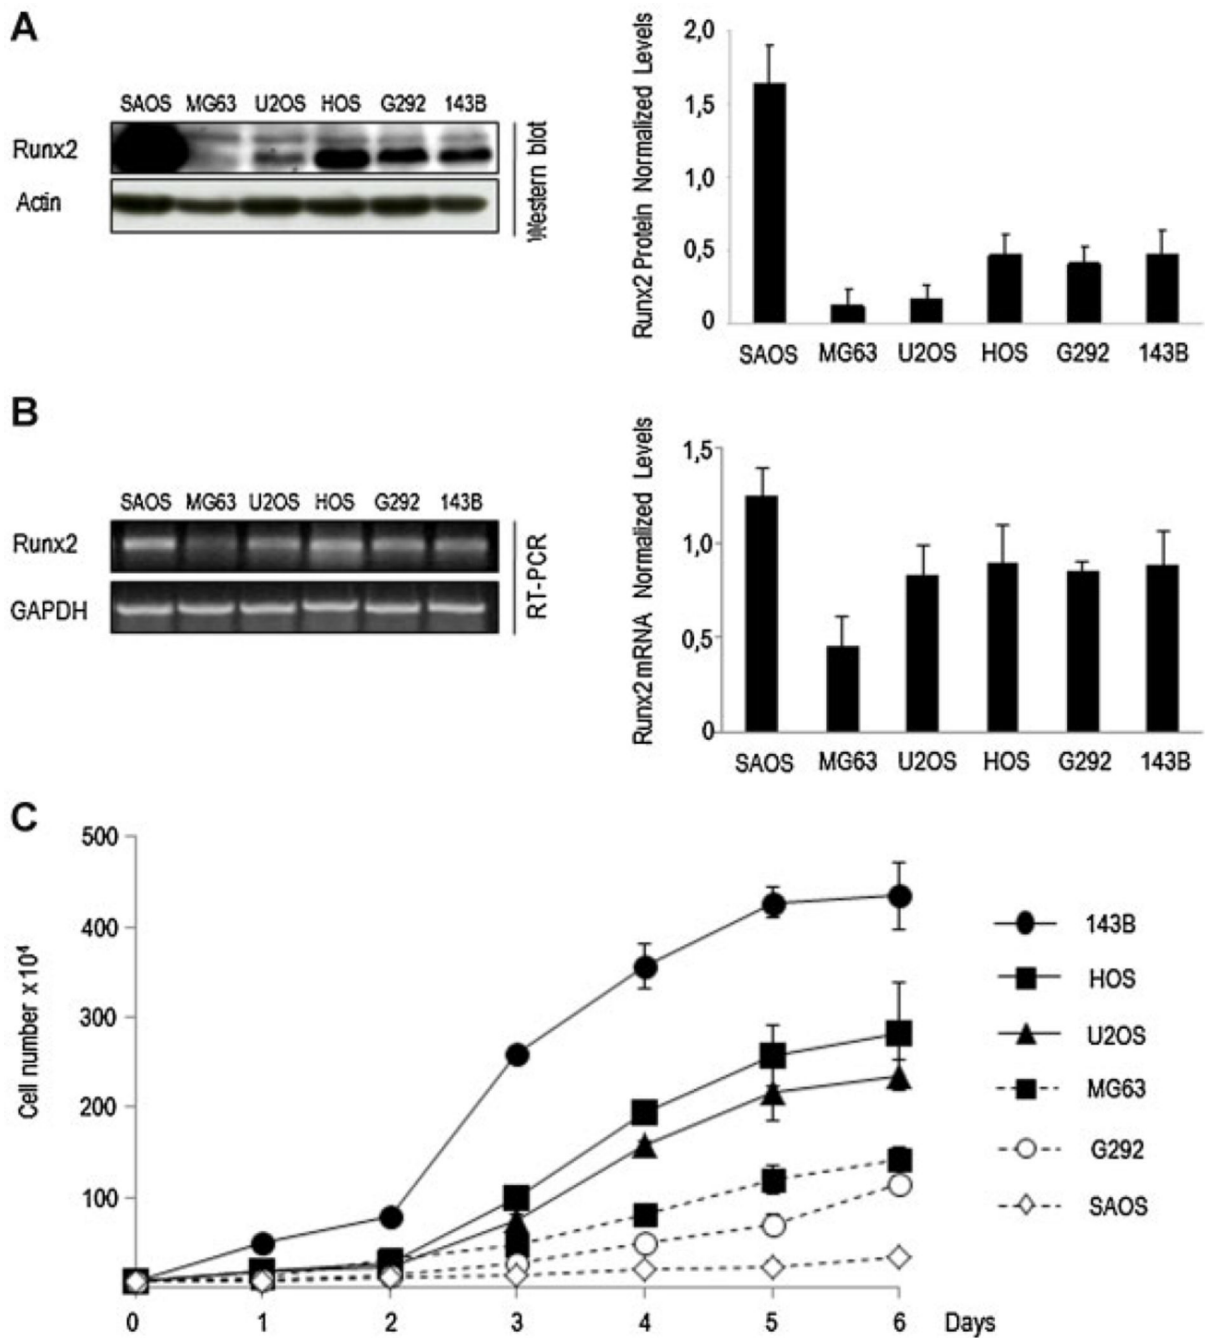 A
SAOS MG63 U2OS HOS G292 143B
Runx2
Actin
Western blot
Runx2 Protein Normalized Levels
2,0
1,5
1,0
0,5
0
SAOS MG63 U2OS HOS G292 143B
B
SAOS MG63 U2OS HOS G292 143B
Runx2
GAPDH
RT-PCR
Runx2 mRNA Normalized Levels
1,5
1,0
0,5
0
SAOS MG63 U2OS HOS G292 143B
C
Cell number x10⁴
500
400
300
200
100
0 1 2 3 4 5 6 Days
143B
HOS
U2OS
MG63
G292
SAOS